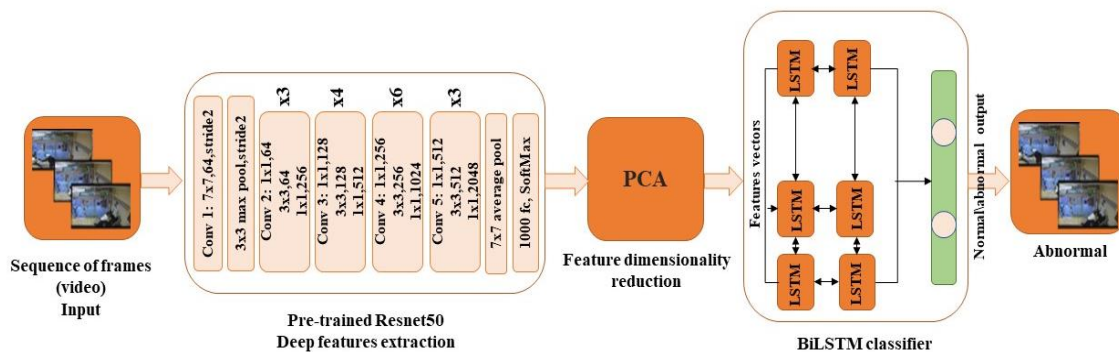 Sequence of frames
(video)
Input
Conv 1: 7x7,64,stride2
3x3 max pool,stride2
x3
Conv 2: 1x1,64
3x3,64
1x1,256
x4
Conv 3: 1x1,128
3x3,128
1x1,512
x6
Conv 4: 1x1,256
3x3,256
1x1,1024
x3
Conv 5: 1x1,512
3x3,512
1x1,2048
7x7 average pool
1000 fc, SoftMax
Pre-trained Resnet50
Deep features extraction
PCA
Feature dimensionality
reduction
Features vectors
LSTM
LSTM
LSTM
LSTM
LSTM
LSTM
BiLSTM classifier
Normal\abnormal output
Abnormal